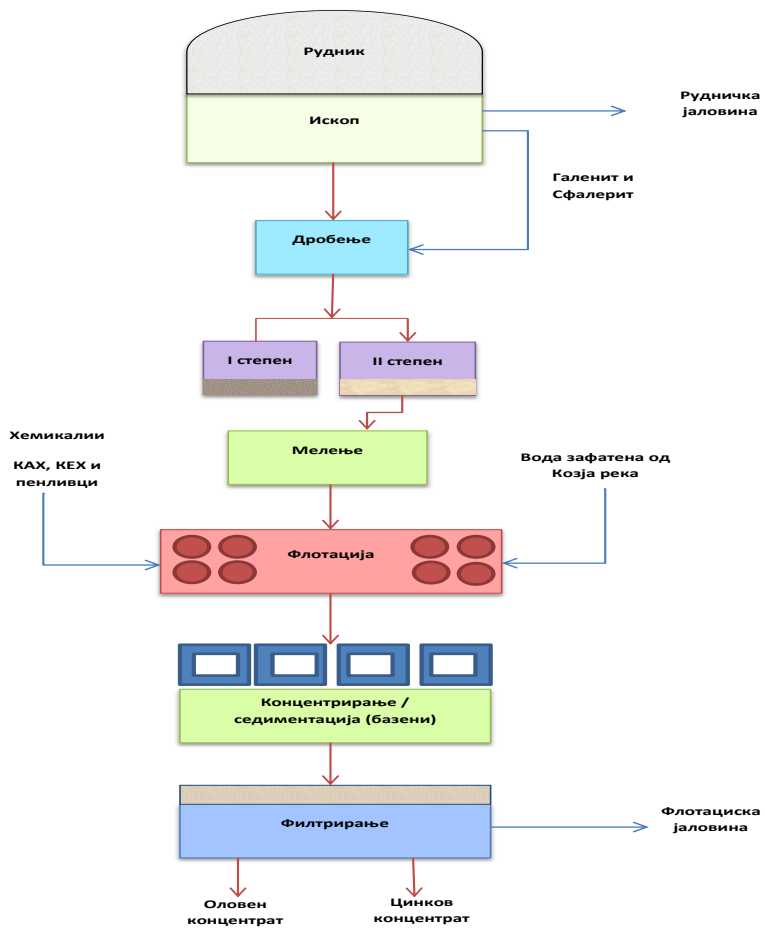 Рудник
Ископ
Рудничка
јаловина
Галенит и
Сфалерит
Дробење
I степен
II степен
Хемикалии
КАХ, КЕХ и
пенливци
Мелење
Вода зафатена од
Козја река
Флотација
Концентрирање /
седиментација (базени)
Филтрирање
Флотациска
јаловина
Оловен
концентрат
Цинков
концентрат